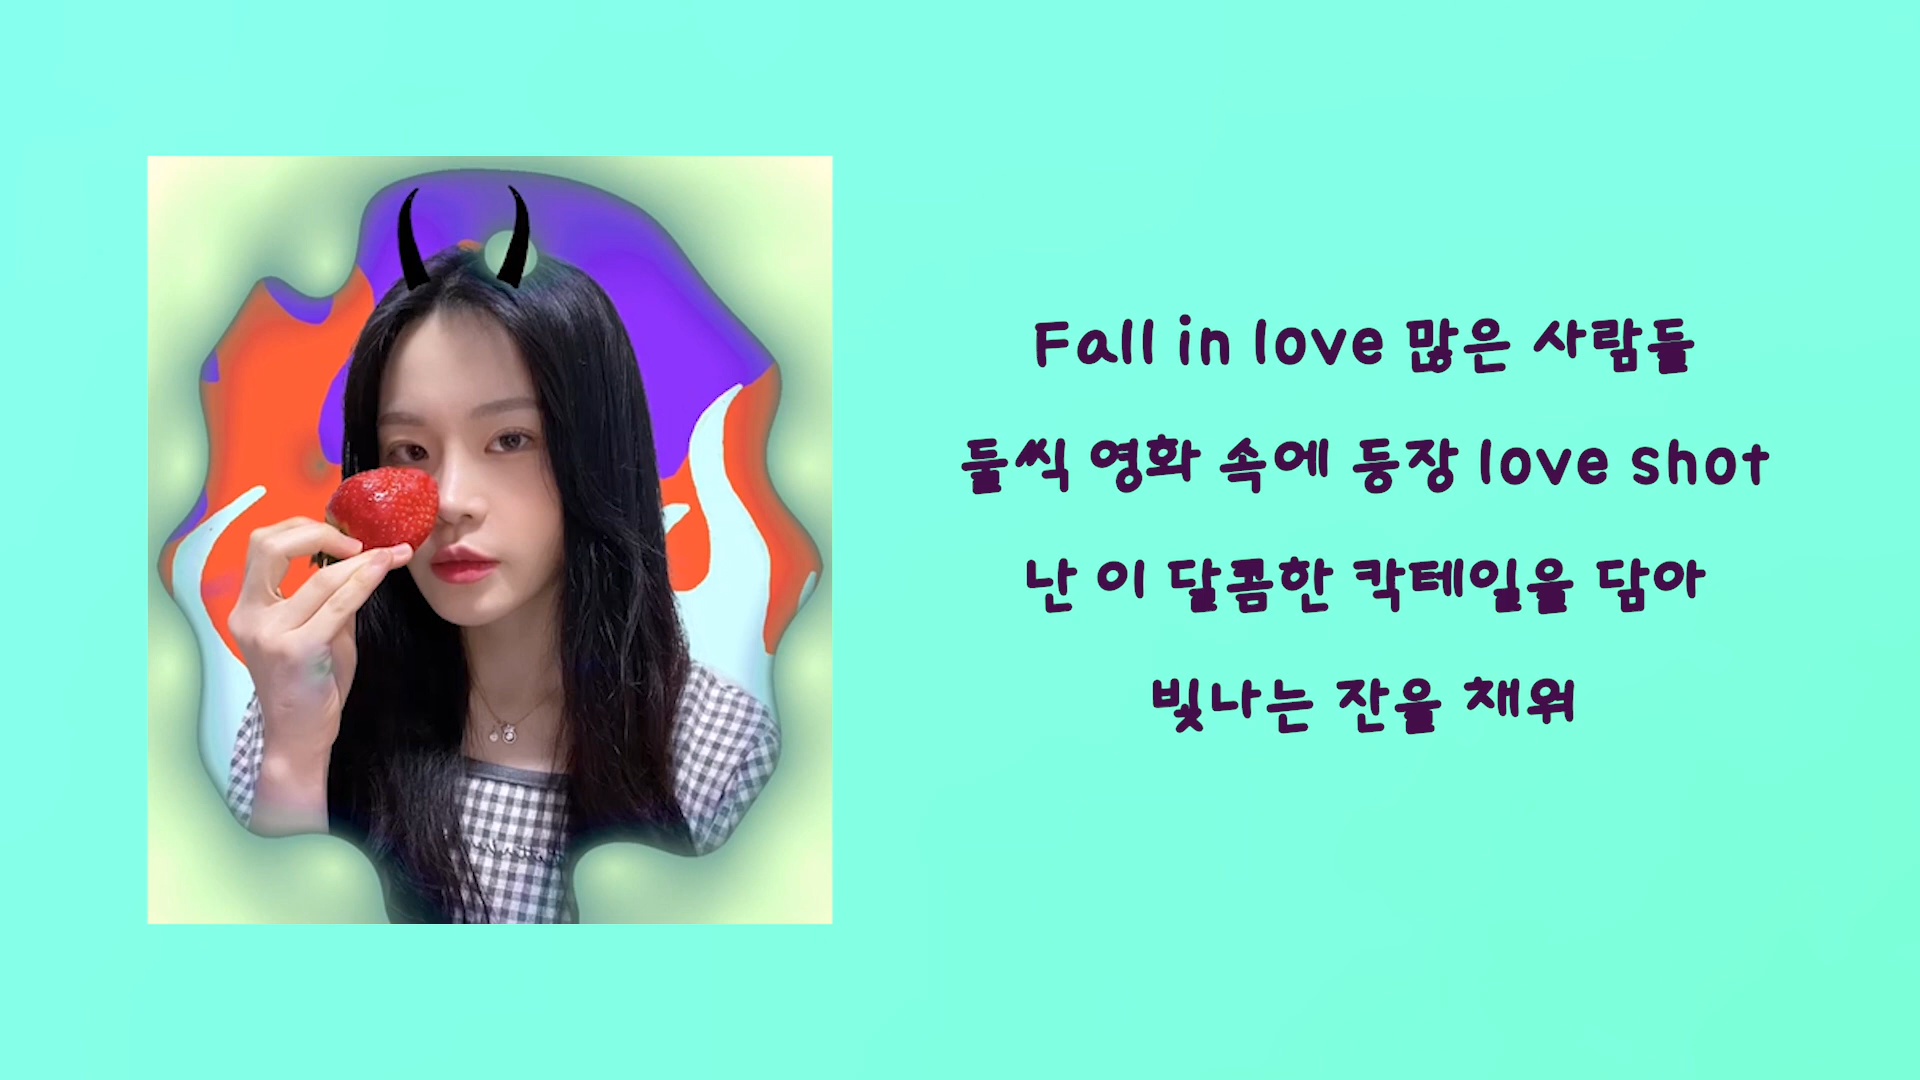 Fall in love 많은 사람들
둘씩 영화 속에 등장 love shot
난 이 달콤한 칵테일을 담아
빛나는 잔을 채워